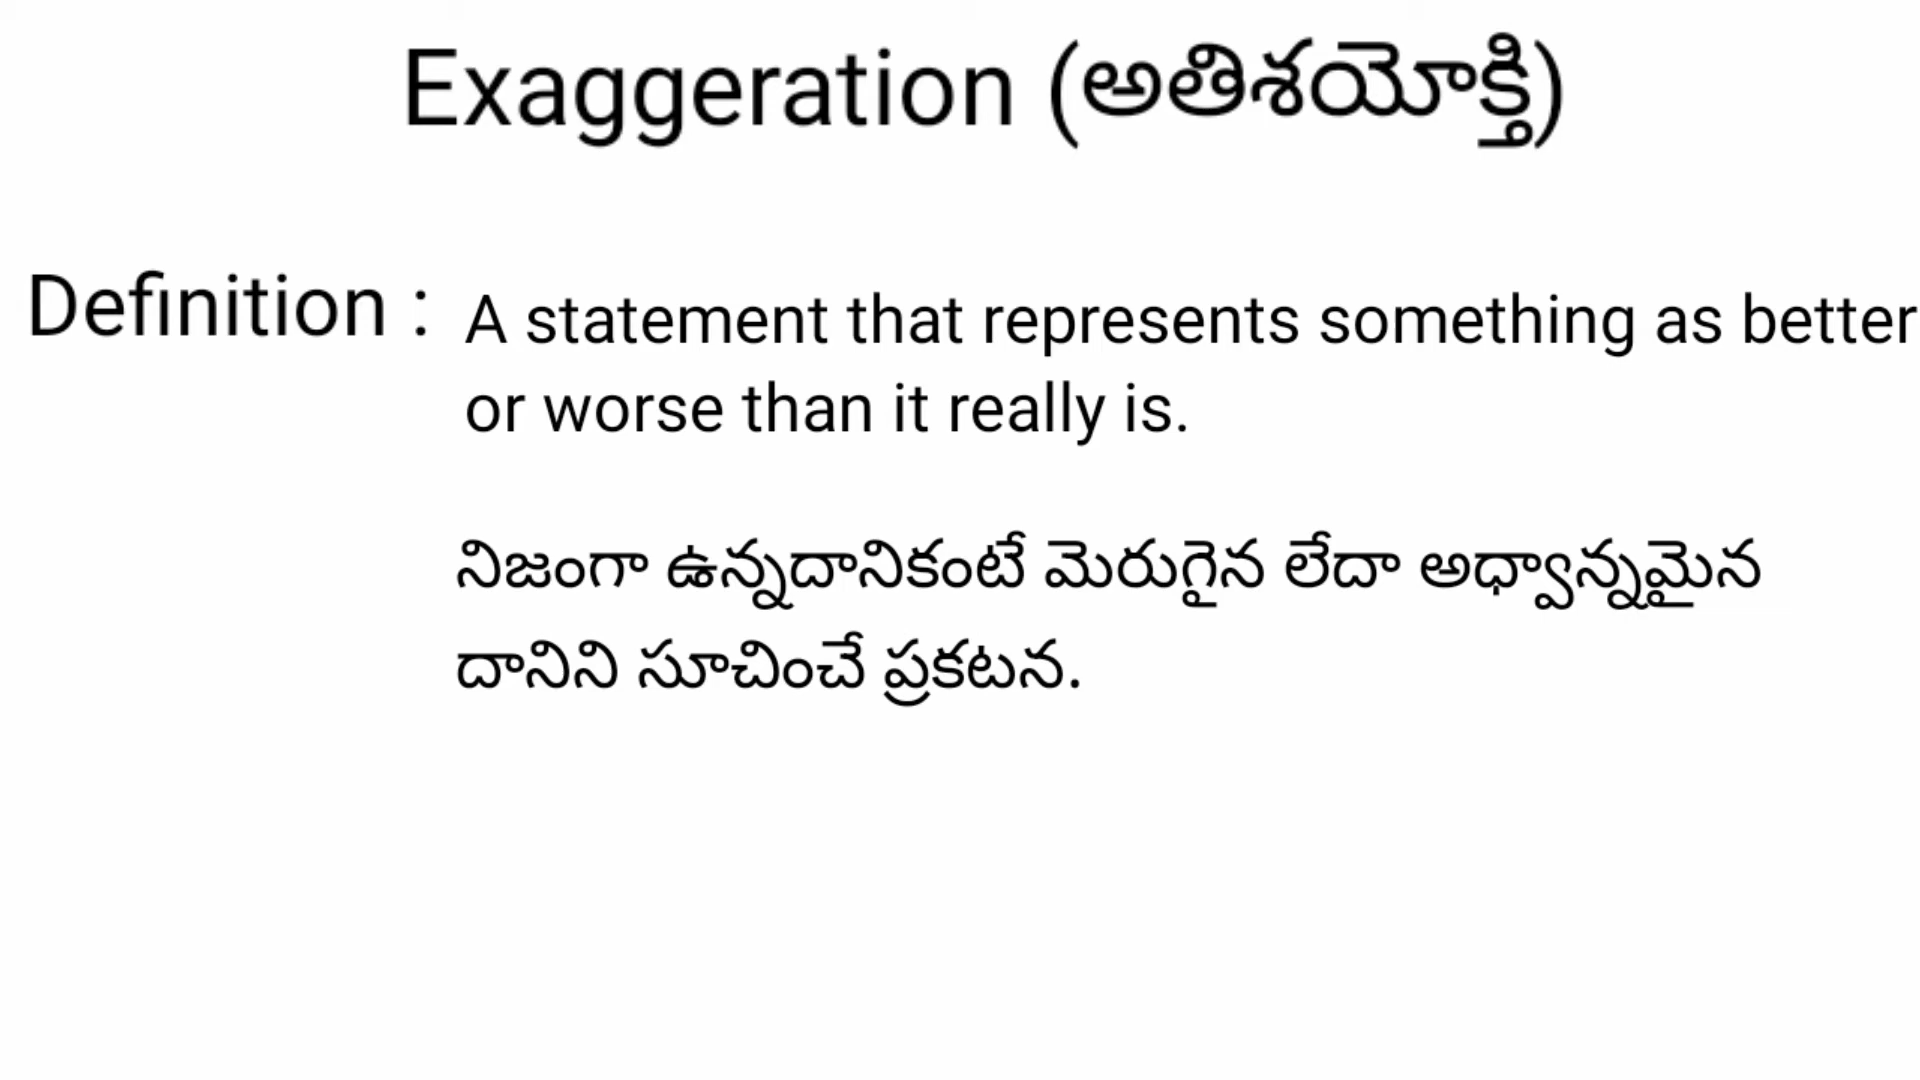 Exaggeration (అతిశయోక్తి)
Definition : A statement that represents something as better
or worse than it really is.
నిజంగా ఉన్నదానికంటే మెరుగైన లేదా అధ్వాన్నమైన
దానిని సూచించే ప్రకటన.